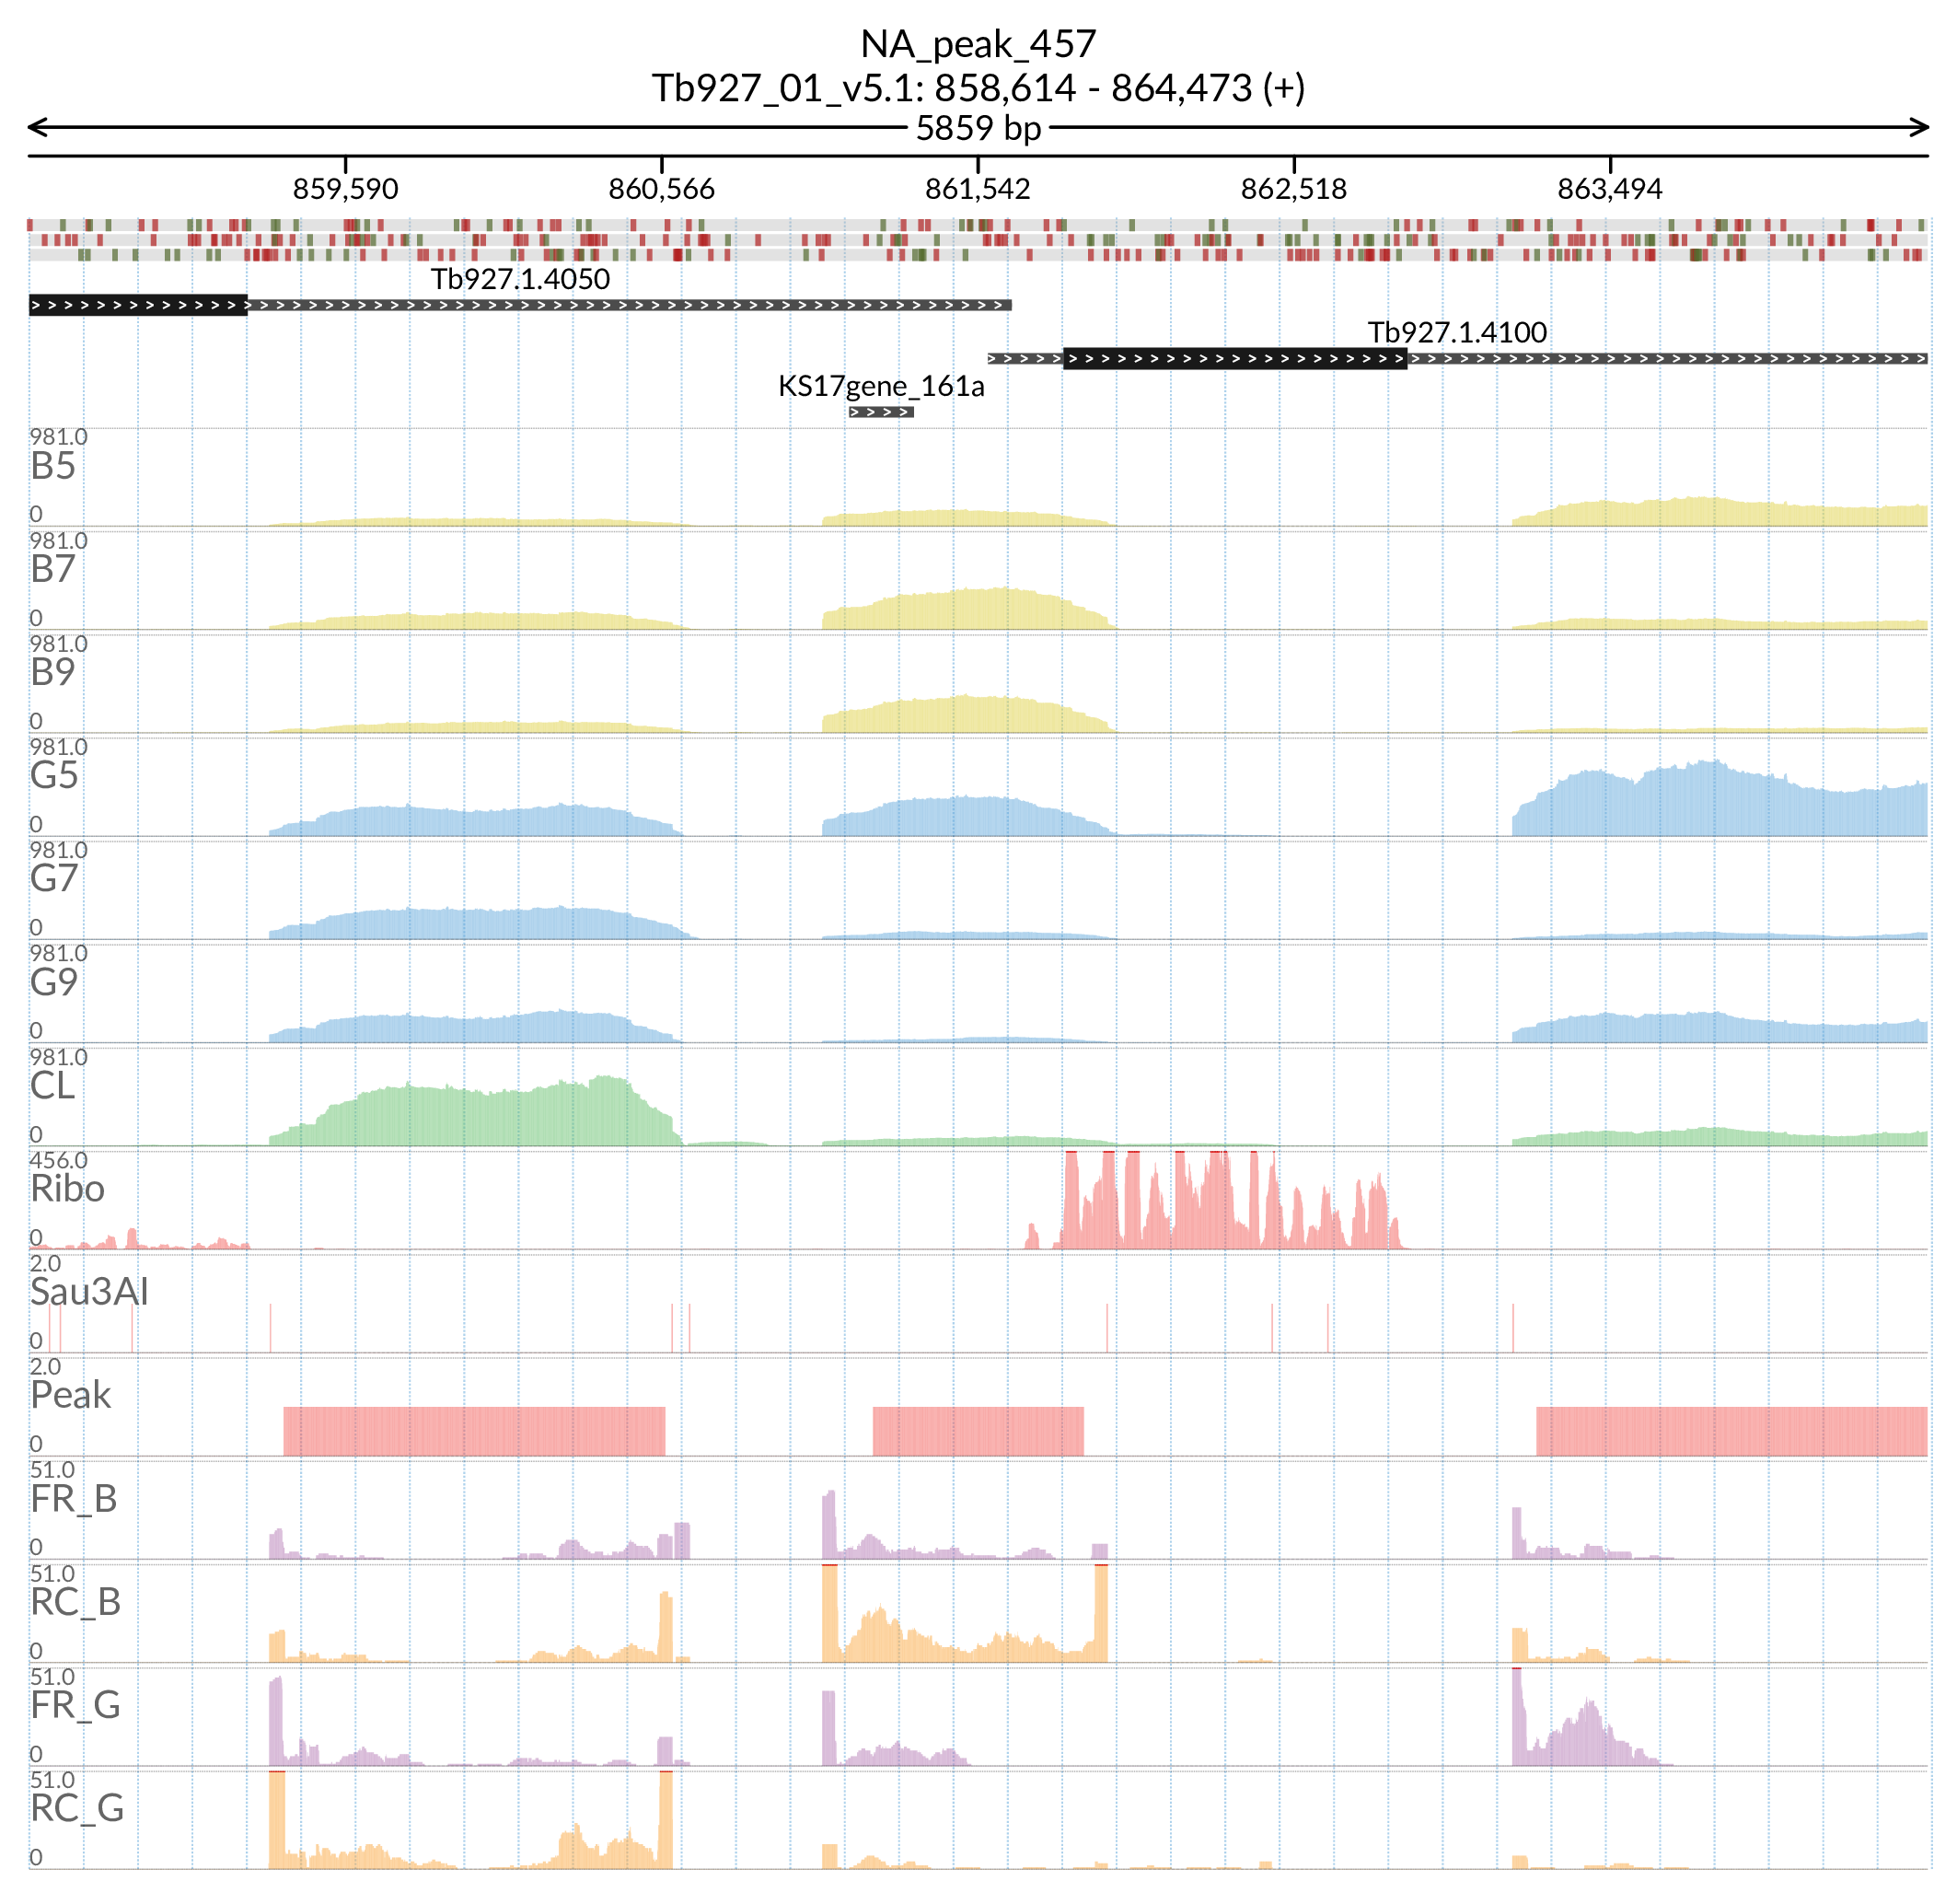 NA_peak_457
Tb927_01_v5.1: 858,614 - 864,473 (+)
5859 bp
859,590 860,566 861,542 862,518 863,494
Tb927.1.4050
Tb927.1.4100
KS17gene_161a
981.0
B5
0
981.0
B7
0
981.0
B9
0
981.0
G5
0
981.0
G7
0
981.0
G9
0
981.0
CL
0
456.0
Ribo
0
2.0
Sau3AI
0
2.0
Peak
0
51.0
FR_B
0
51.0
RC_B
0
51.0
FR_G
0
51.0
RC_G
0